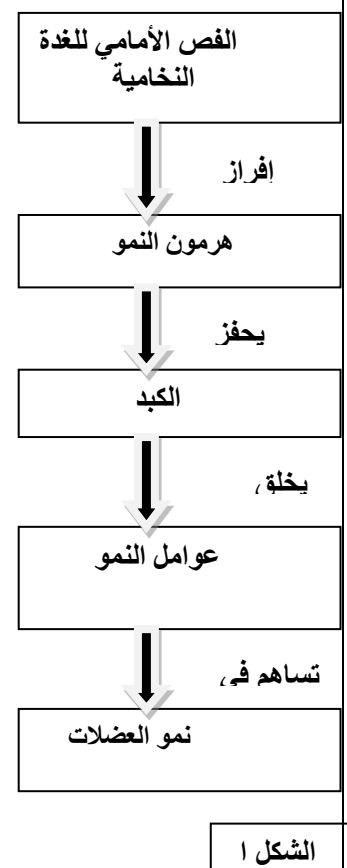 الفص الأمامي للغدة
النخامية
إفراز
هرمون النمو
يحفز
الكبد
يخلق
عوامل النمو
تساهم في
نمو العضلات
الشكل ا